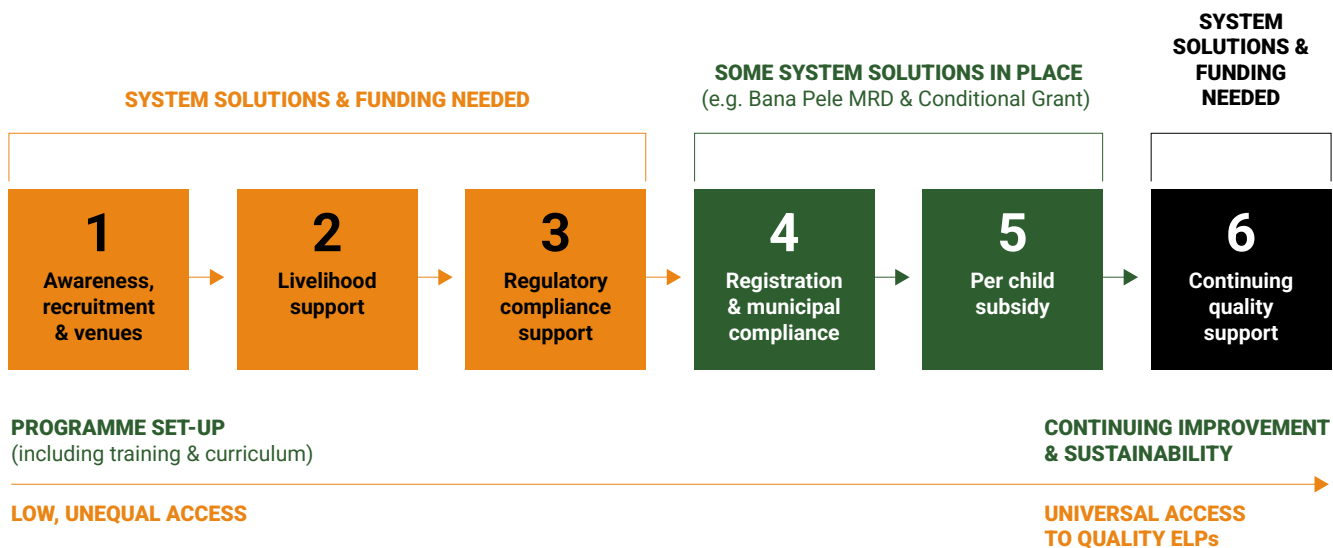 SYSTEM SOLUTIONS & FUNDING NEEDED
SOME SYSTEM SOLUTIONS IN PLACE
(e.g. Bana Pele MRD & Conditional Grant)
SYSTEM
SOLUTIONS &
FUNDING
NEEDED
1
Awareness,
recruitment
& venues
2
Livelihood
support
3
Regulatory
compliance
support
4
Registration
& municipal
compliance
5
Per child
subsidy
6
Continuing
quality
support
PROGRAMME SET-UP
(including training & curriculum)
CONTINUING IMPROVEMENT
& SUSTAINABILITY
LOW, UNEQUAL ACCESS
UNIVERSAL ACCESS
TO QUALITY ELPs